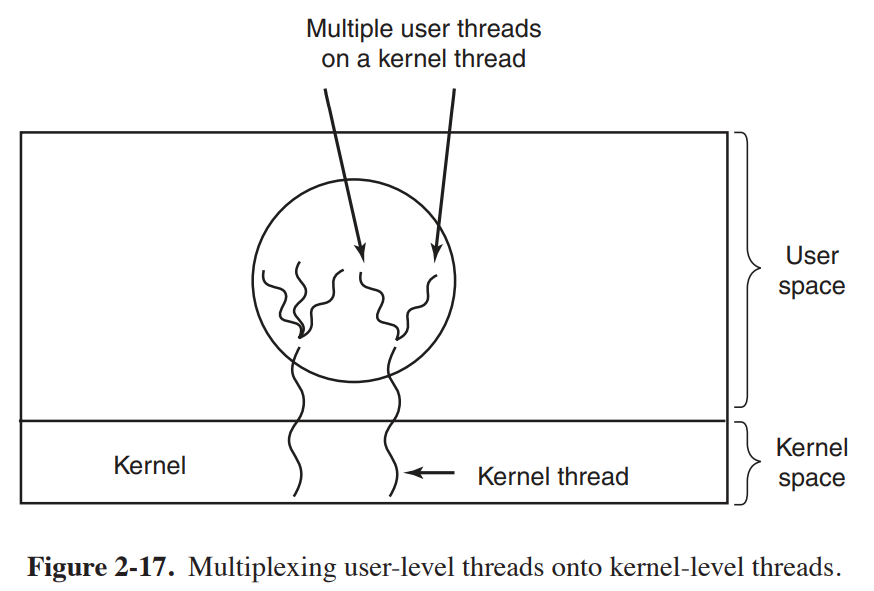 Multiple user threads
on a kernel thread
User
space
Kernel
Kernel thread
Kernel
space
Figure 2-17. Multiplexing user-level threads onto kernel-level threads.